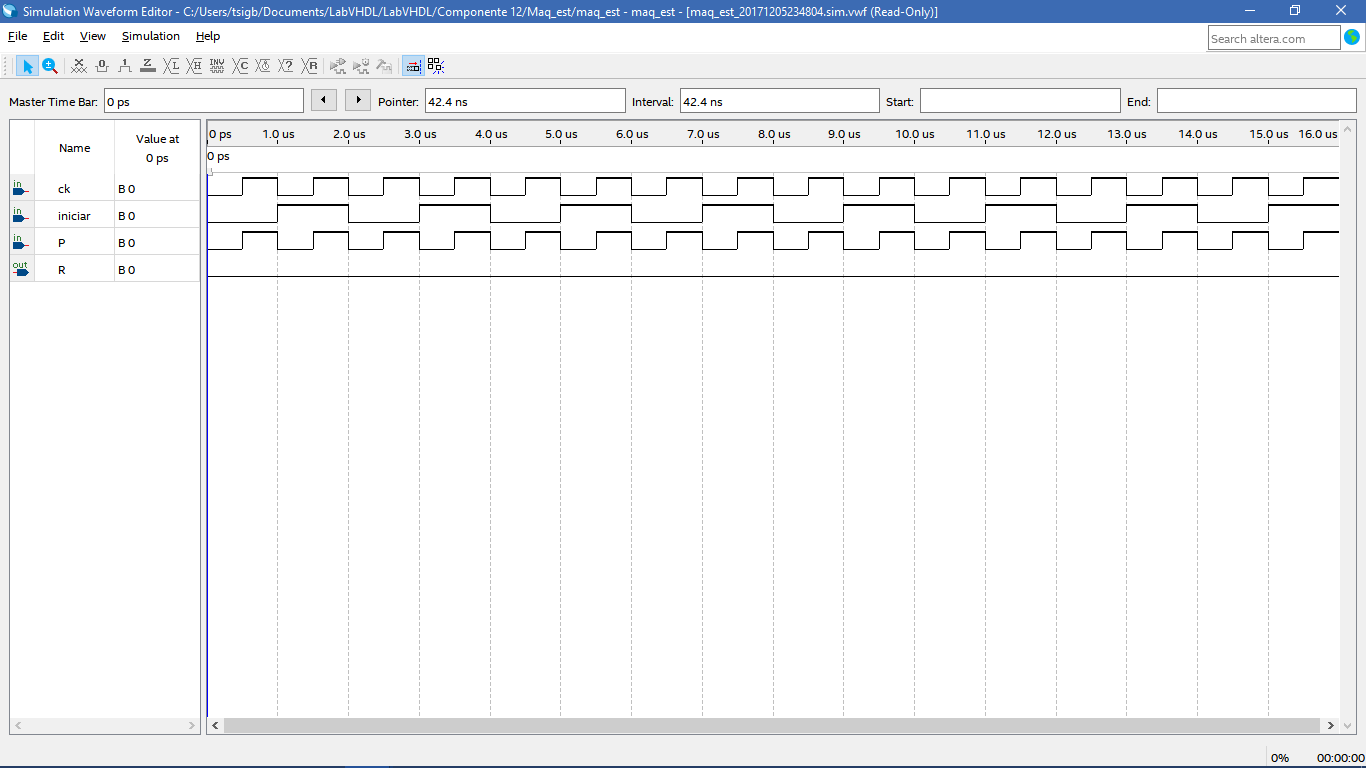 Simulation Waveform Editor - C:/Users/tsigb/Documents/LabVHDL/LabVHDL/Componente 12/Maq_est/maq_est - maq_est - [maq_est_20171205234804.sim.vwf (Read-Only)]
File Edit View Simulation Help
Search altera.com
Master Time Bar: 0 ps Pointer: 42.4 ns Interval: 42.4 ns Start: End:
Name Value at 0 ps
0 ps 1.0 us 2.0 us 3.0 us 4.0 us 5.0 us 6.0 us 7.0 us 8.0 us 9.0 us 10.0 us 11.0 us 12.0 us 13.0 us 14.0 us 15.0 us 16.0 us
0 ps
in ck B 0
in iniciar B 0
in P B 0
out R B 0
0% 00:00:00